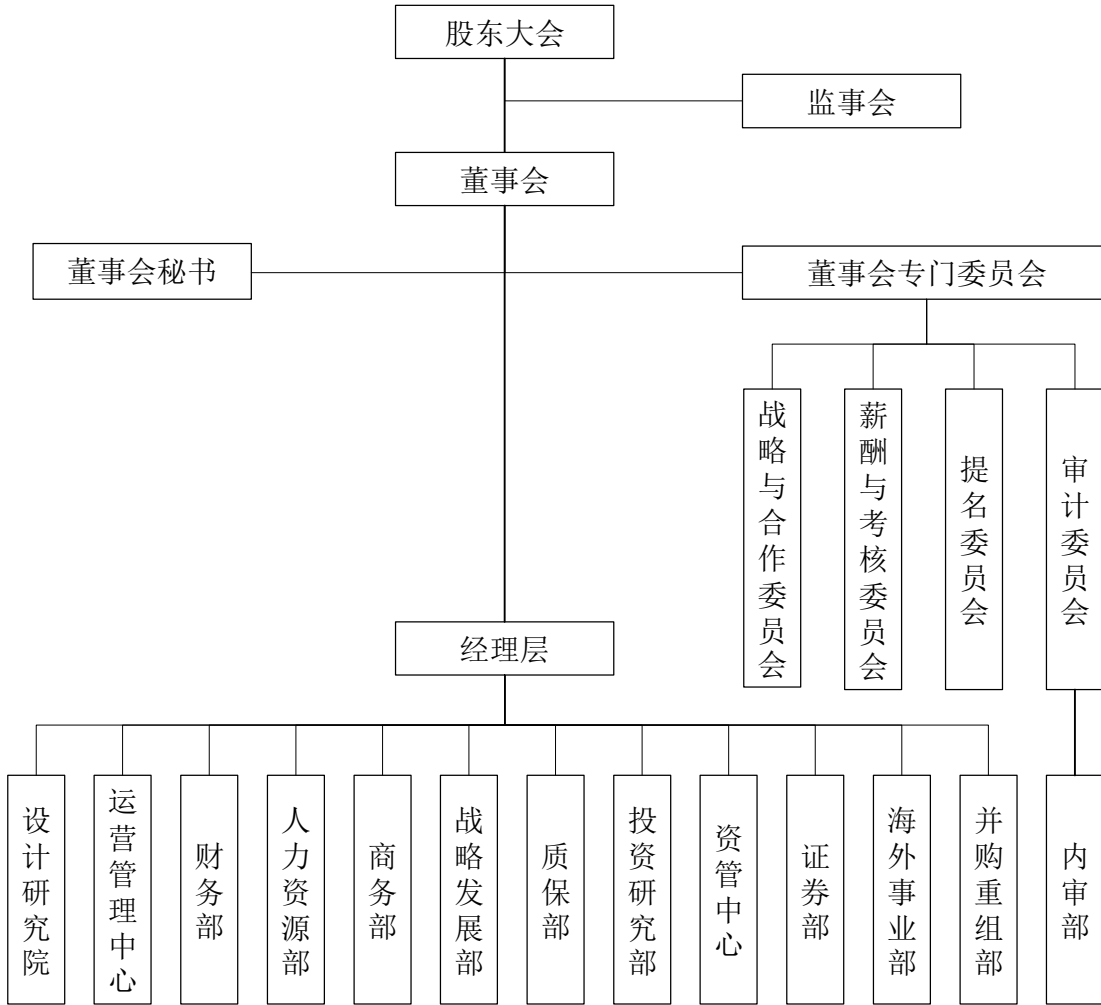 股东大会
监事会
董事会
董事会秘书
董事会专门委员会
战略与合作委员会
薪酬与考核委员会
提名委员会
审计委员会
经理层
设计研究院
运营管理中心
财务部
人力资源部
商务部
战略发展部
质保部
投资研究部
资管中心
证券部
海外事业部
并购重组部
内审部